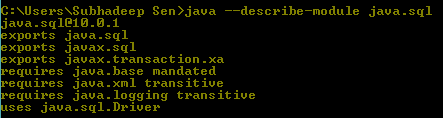 C:\Users\Subhadeep Sen>java --describe-module java.sql
java.sql@10.0.1
exports java.sql
exports javax.sql
exports javax.transaction.xa
requires java.base mandated
requires java.xml transitive
requires java.logging transitive
uses java.sql.Driver